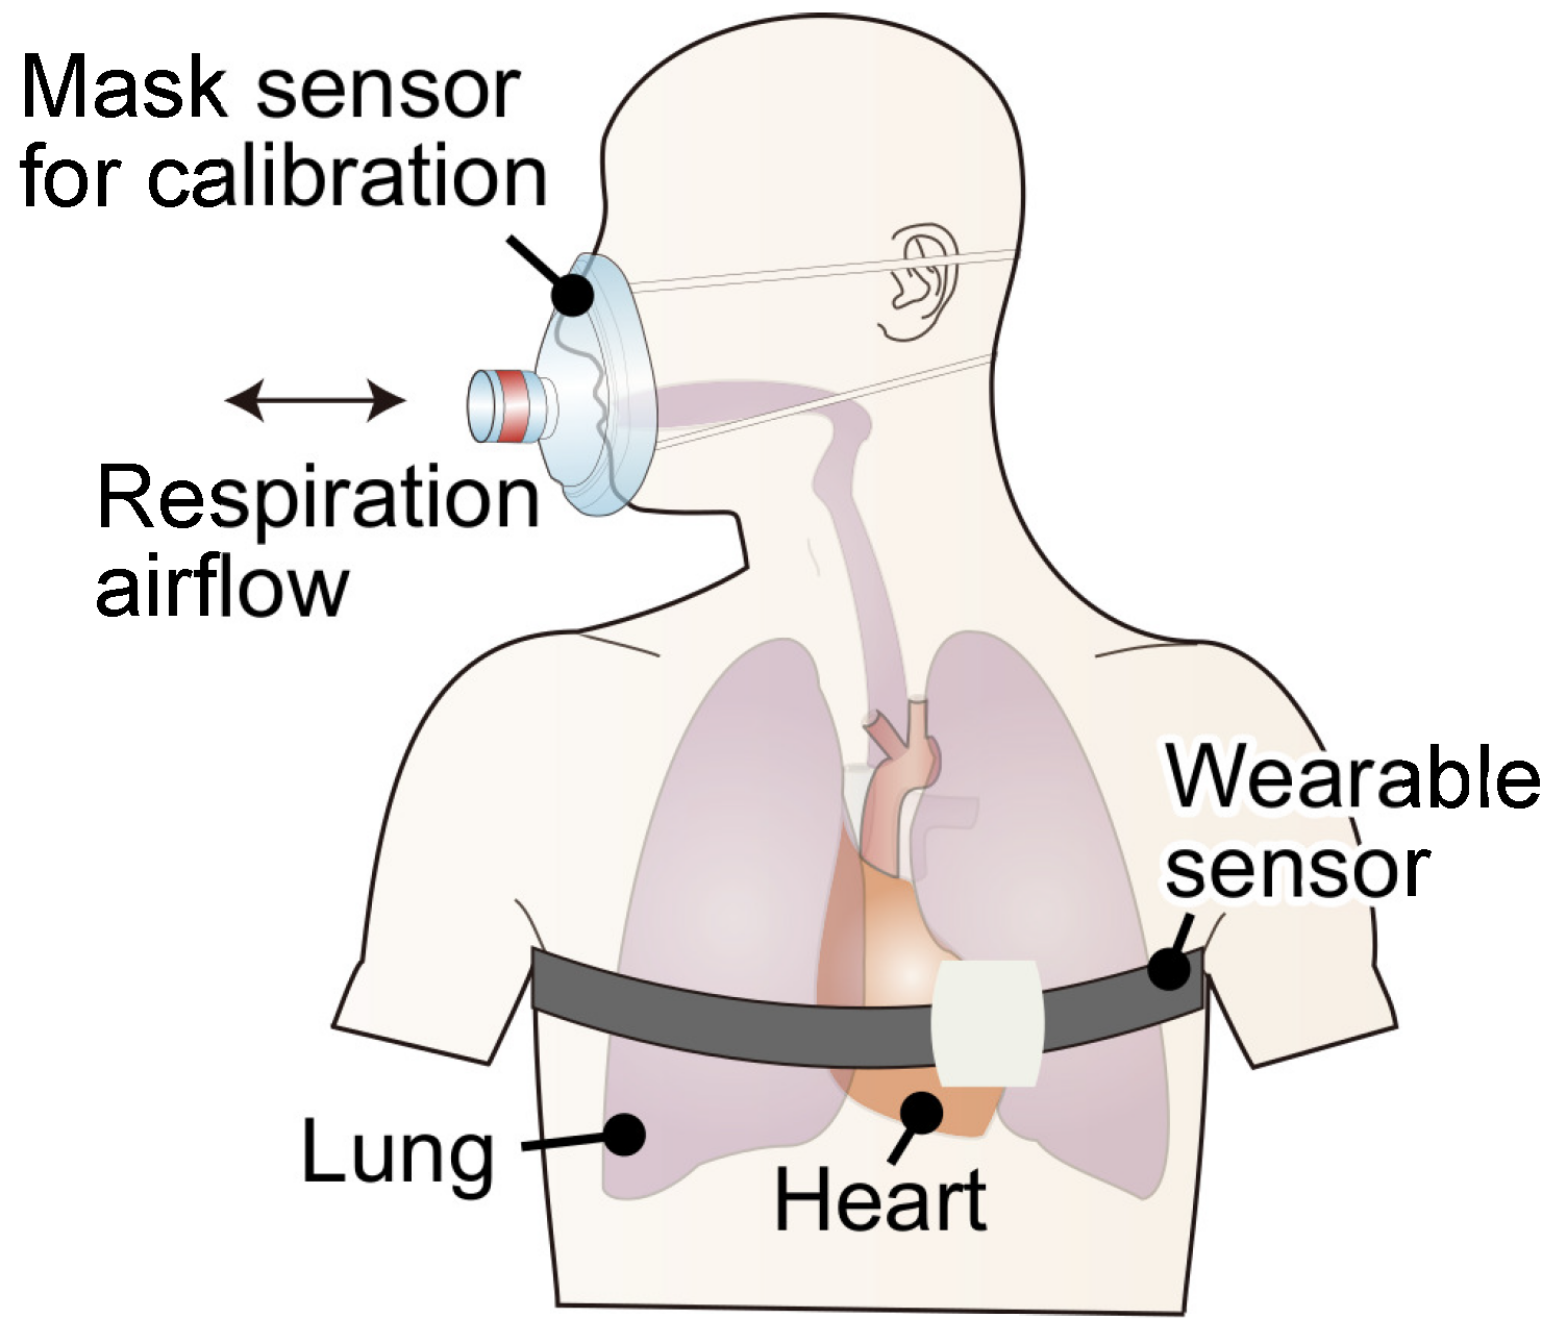 Mask sensor
for calibration
Respiration
airflow
Wearable
sensor
Lung
Heart